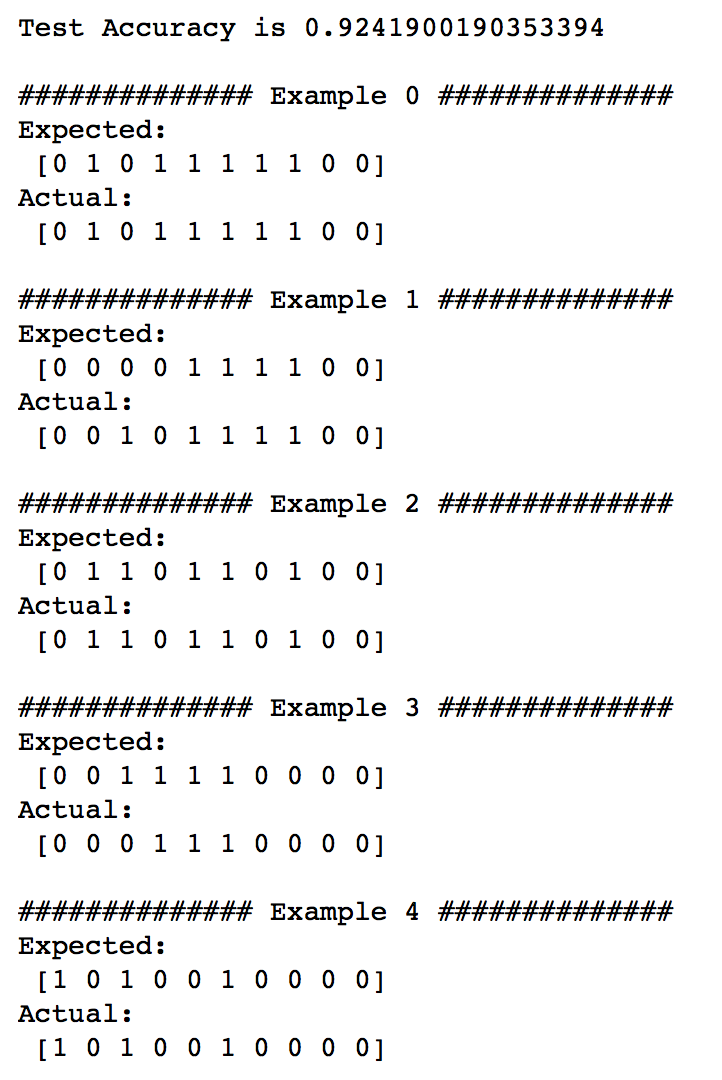 Test Accuracy is 0.9241900190353394
############## Example 0 ##############
Expected:
[0 1 0 1 1 1 1 1 0 0]
Actual:
[0 1 0 1 1 1 1 1 0 0]
############## Example 1 ##############
Expected:
[0 0 0 0 1 1 1 1 0 0]
Actual:
[0 0 1 0 1 1 1 1 0 0]
############## Example 2 ##############
Expected:
[0 1 1 0 1 1 0 1 0 0]
Actual:
[0 1 1 0 1 1 0 1 0 0]
############## Example 3 ##############
Expected:
[0 0 1 1 1 1 0 0 0 0]
Actual:
[0 0 0 1 1 1 0 0 0 0]
############## Example 4 ##############
Expected:
[1 0 1 0 0 1 0 0 0 0]
Actual:
[1 0 1 0 0 1 0 0 0 0]